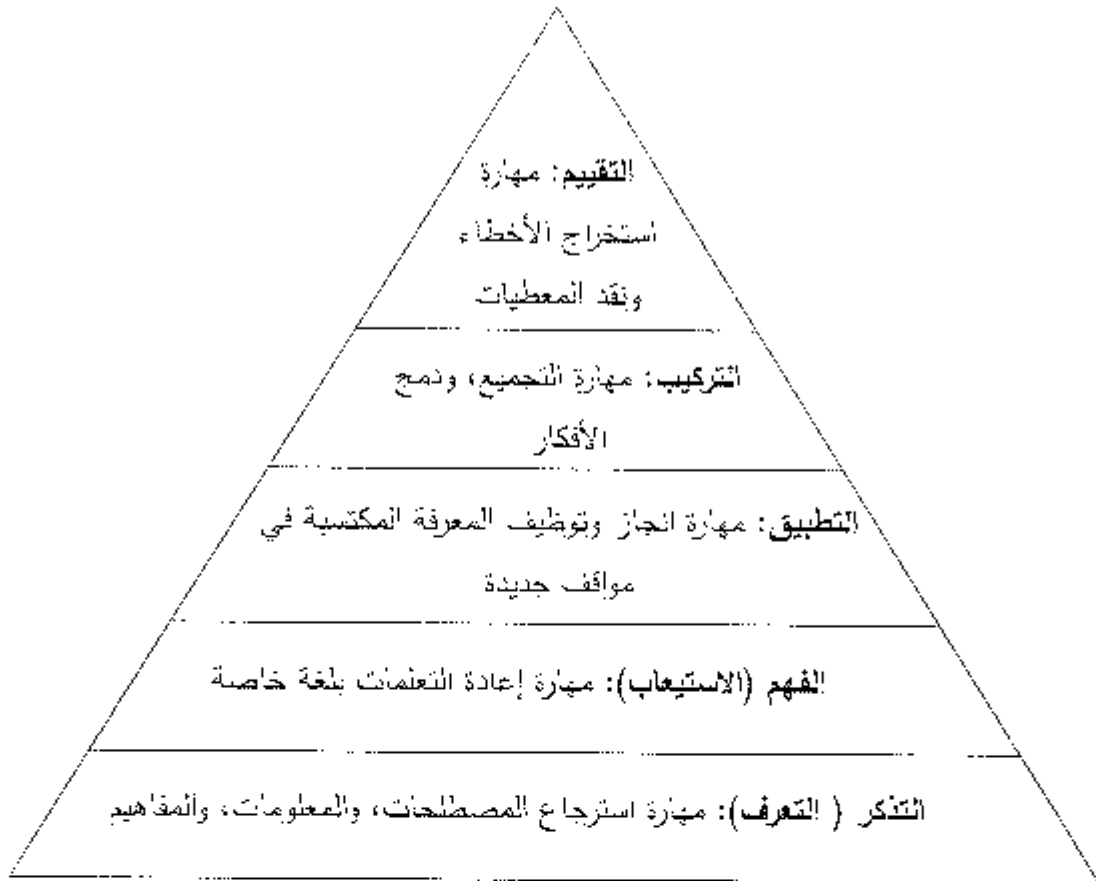 التقييم: مهارة
استخراج الأخطاء
ونقد المعطيات
التركيب: مهارة التجميع، ودمج
الأفكار
التطبيق: مهارة انجاز وتوظيف المعرفة المكتسبة في
مواقف جديدة
الفهم (الاستيعاب): مهارة إعادة التعلمات بلغة خاصة
التذكر ( التعرف): مهارة استرجاع المصطلحات، والمعلومات، والمفاهيم